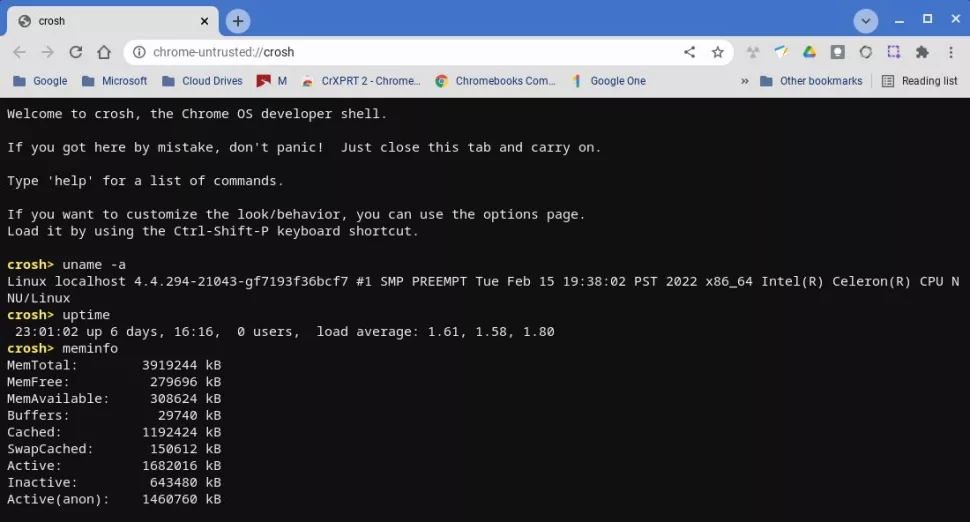 crosh
chrome-untrusted://crosh
Google Microsoft Cloud Drives M CrXPRT 2 - Chrome... Chromebooks Com... Google One » Other bookmarks Reading list
Welcome to crosh, the Chrome OS developer shell.
If you got here by mistake, don't panic!  Just close this tab and carry on.
Type 'help' for a list of commands.
If you want to customize the look/behavior, you can use the options page.
Load it by using the Ctrl-Shift-P keyboard shortcut.
crosh> uname -a
Linux localhost 4.4.294-21043-gf7193f36bcf7 #1 SMP PREEMPT Tue Feb 15 19:38:02 PST 2022 x86_64 Intel(R) Celeron(R) CPU N
NU/Linux
crosh> uptime
 23:01:02 up 6 days, 16:16,  0 users,  load average: 1.61, 1.58, 1.80
crosh> meminfo
MemTotal:        3919244 kB
MemFree:          279696 kB
MemAvailable:     308624 kB
Buffers:           29740 kB
Cached:          1192424 kB
SwapCached:       150612 kB
Active:          1682016 kB
Inactive:         643480 kB
Active(anon):    1460760 kB